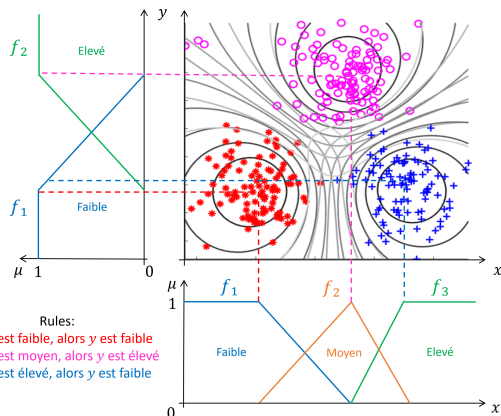 y
f₂
Elevé
f₁
Faible
μ 1 0
x
μ
f₁ f₂ f₃
1
Faible Moyen Elevé
0
x
Rules:
est faible, alors y est faible
est moyen, alors y est élevé
est élevé, alors y est faible